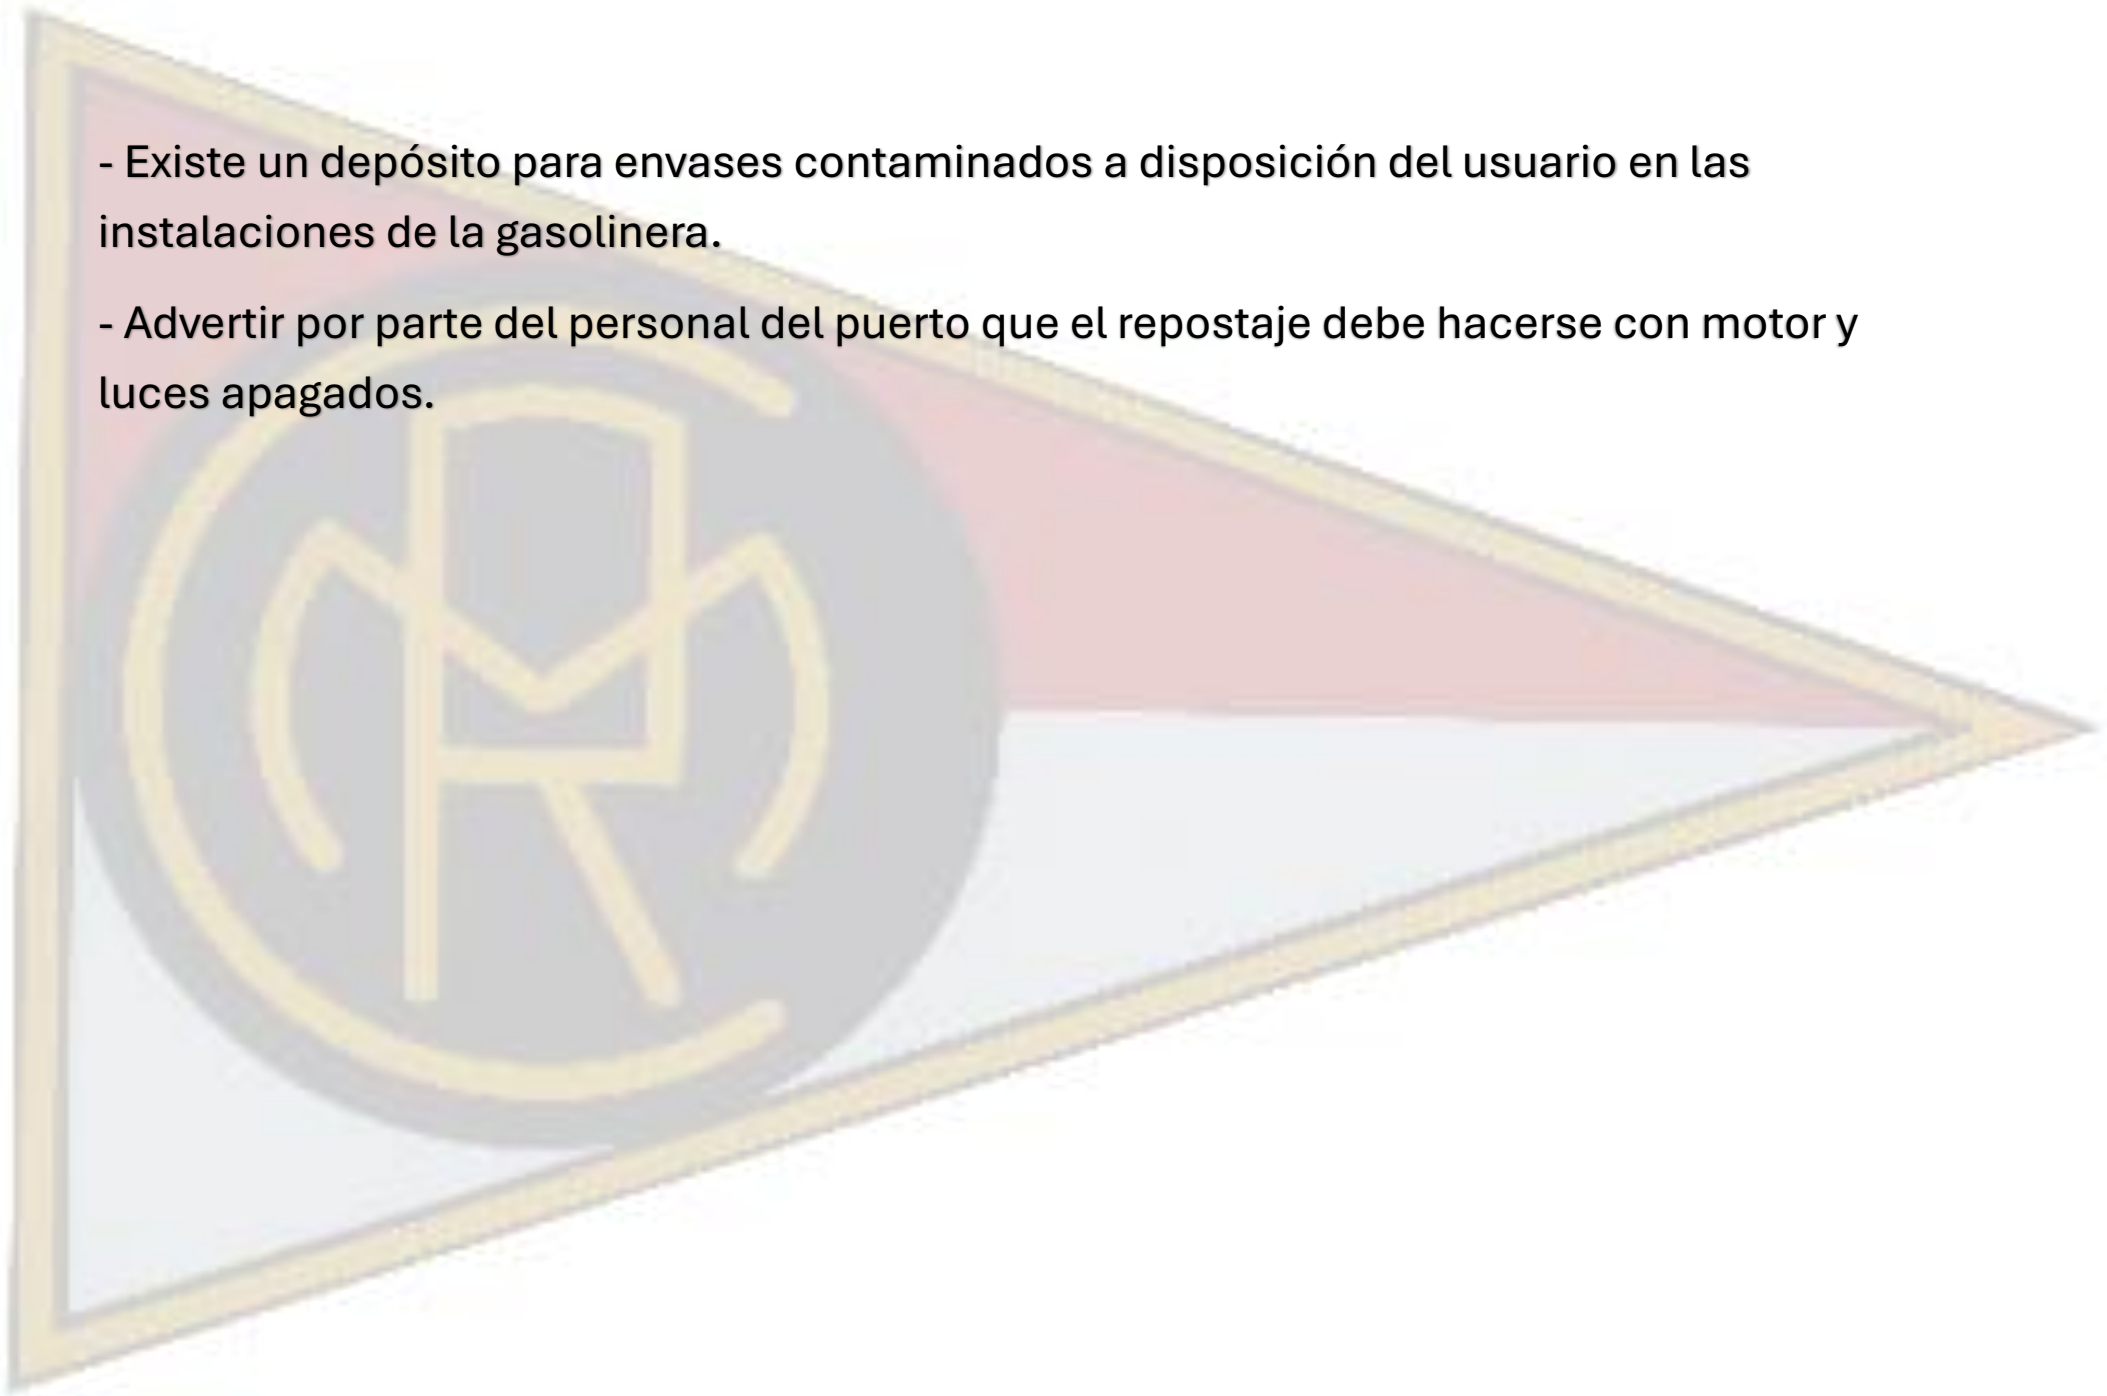 - Existe un depósito para envases contaminados a disposición del usuario en las
instalaciones de la gasolinera.
- Advertir por parte del personal del puerto que el repostaje debe hacerse con motor y
luces apagados.